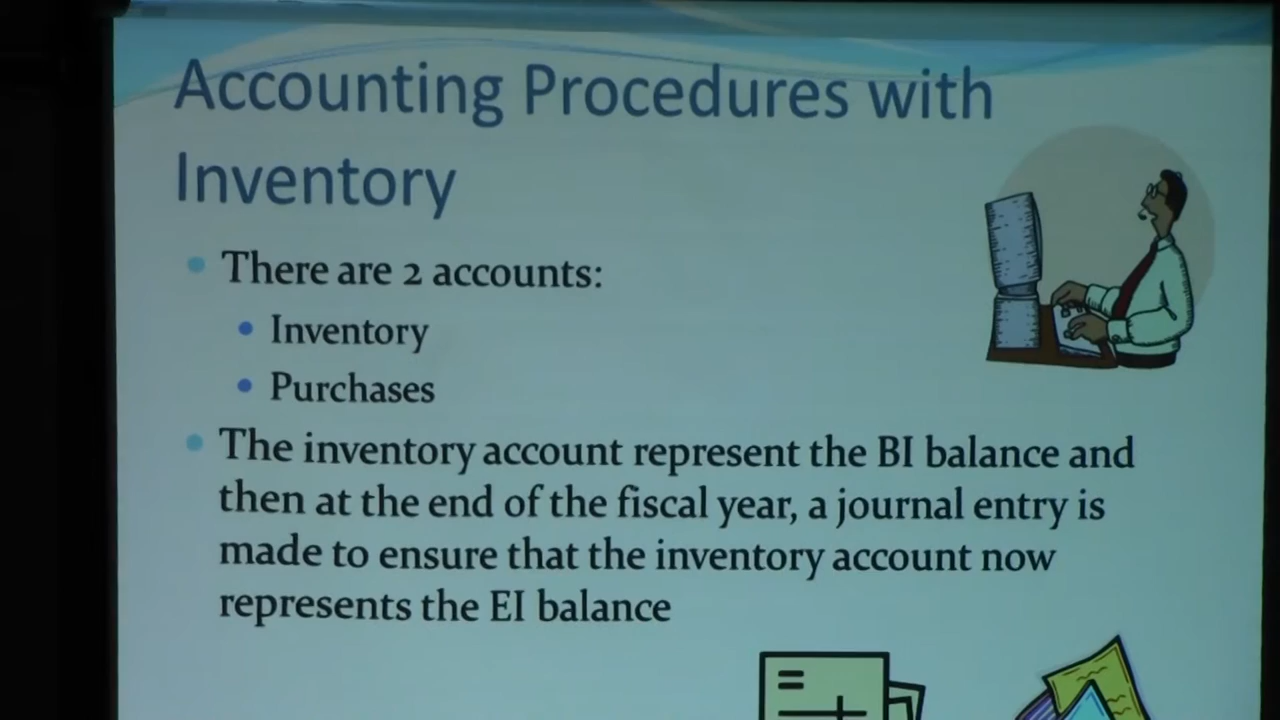 Accounting Procedures with
Inventory
There are 2 accounts:
Inventory
Purchases
The inventory account represent the BI balance and
then at the end of the fiscal year, a journal entry is
made to ensure that the inventory account now
represents the EI balance